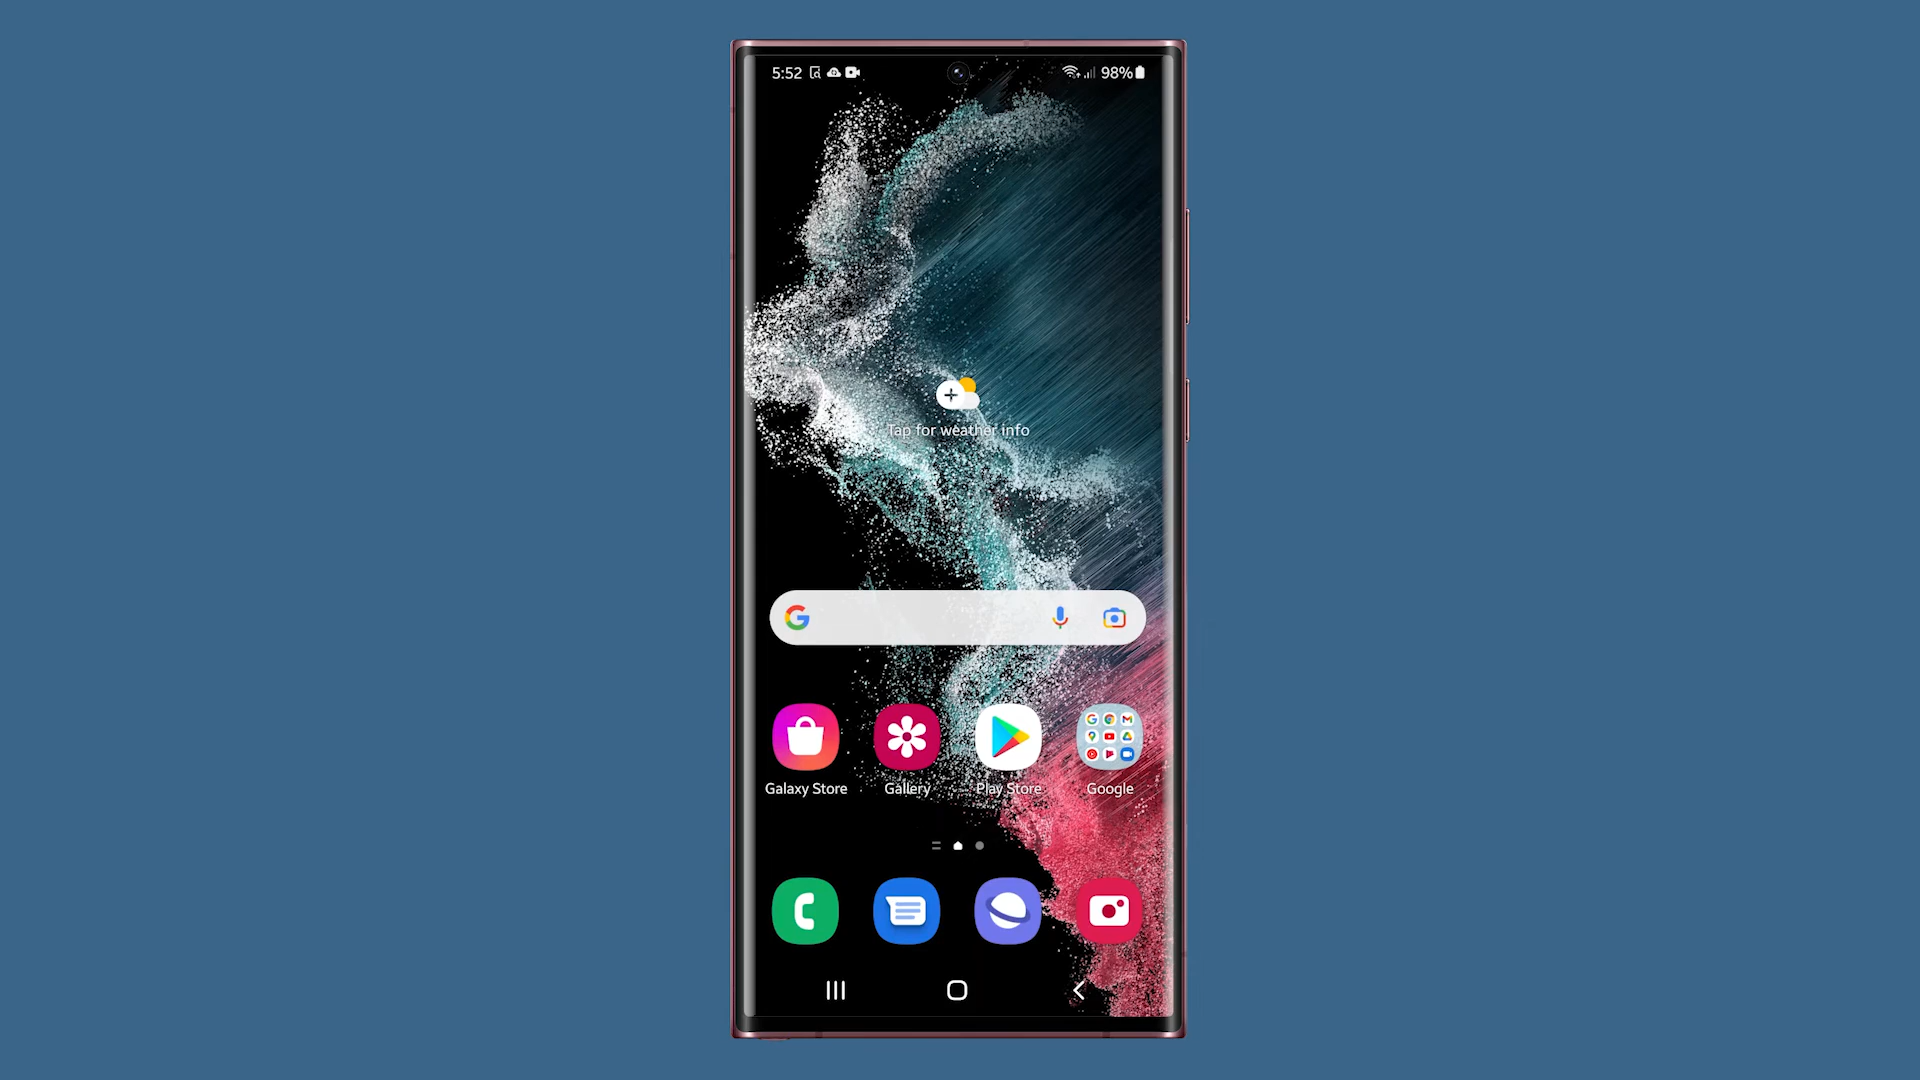 5:52
98%
Tap for weather info
Galaxy Store
Gallery
Play Store
Google